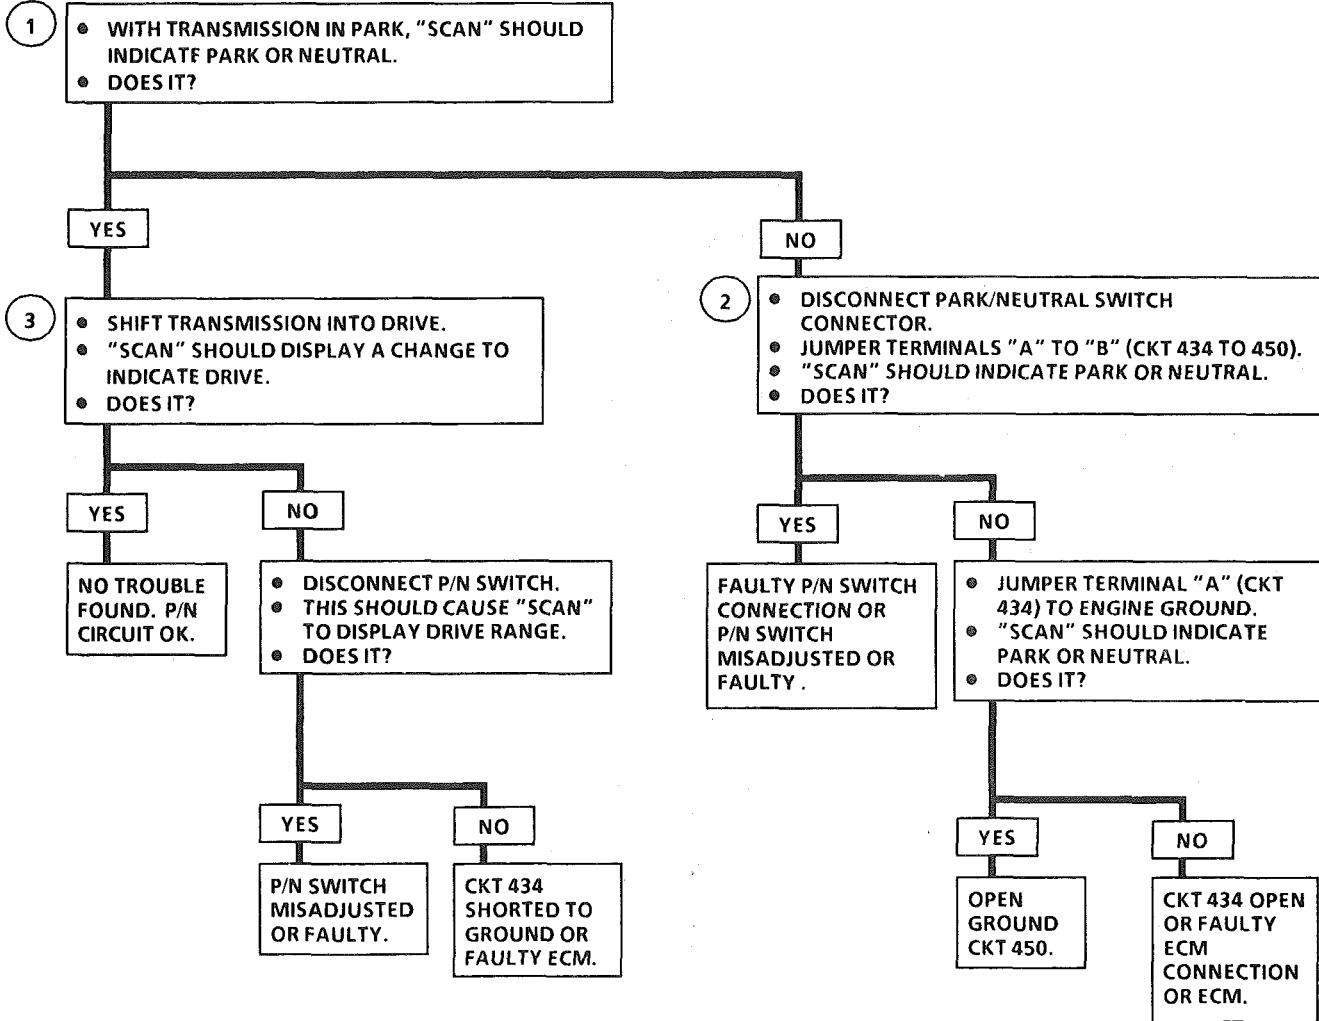 1
● WITH TRANSMISSION IN PARK, "SCAN" SHOULD
INDICATE PARK OR NEUTRAL.
● DOES IT?
YES
NO
3
● SHIFT TRANSMISSION INTO DRIVE.
● "SCAN" SHOULD DISPLAY A CHANGE TO
INDICATE DRIVE.
● DOES IT?
2
● DISCONNECT PARK/NEUTRAL SWITCH
CONNECTOR.
● JUMPER TERMINALS "A" TO "B" (CKT 434 TO 450).
● "SCAN" SHOULD INDICATE PARK OR NEUTRAL.
● DOES IT?
YES
NO
YES
NO
NO TROUBLE
FOUND. P/N
CIRCUIT OK.
● DISCONNECT P/N SWITCH.
● THIS SHOULD CAUSE "SCAN"
TO DISPLAY DRIVE RANGE.
● DOES IT?
FAULTY P/N SWITCH
CONNECTION OR
P/N SWITCH
MISADJUSTED OR
FAULTY .
● JUMPER TERMINAL "A" (CKT
434) TO ENGINE GROUND.
● "SCAN" SHOULD INDICATE
PARK OR NEUTRAL.
● DOES IT?
YES
NO
YES
NO
P/N SWITCH
MISADJUSTED
OR FAULTY.
CKT 434
SHORTED TO
GROUND OR
FAULTY ECM.
OPEN
GROUND
CKT 450.
CKT 434 OPEN
OR FAULTY
ECM
CONNECTION
OR ECM.